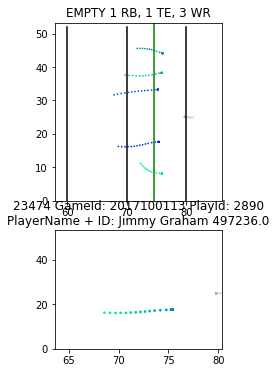 EMPTY 1 RB, 1 TE, 3 WR
50
40
30
20
10
0
60 70 80
23474 GameId: 2017100113 PlayId: 2890
PlayerName + ID: Jimmy Graham 497236.0
40
20
0
65 70 75 80